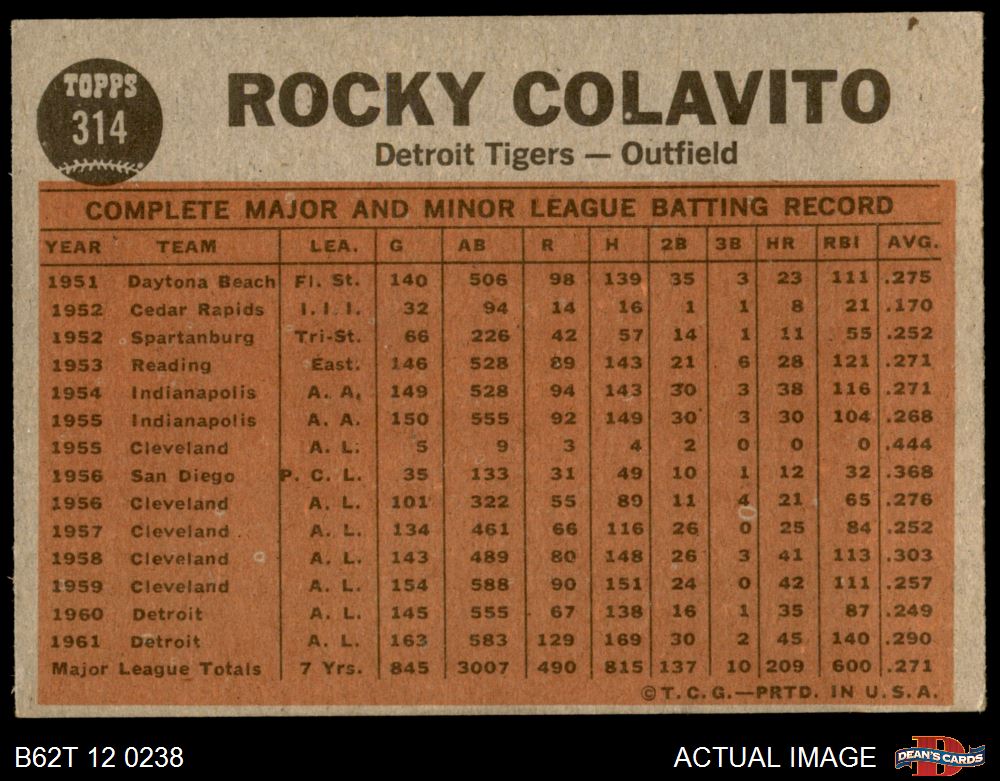 TOPPS
314
ROCKY COLAVITO
Detroit Tigers — Outfield
COMPLETE MAJOR AND MINOR LEAGUE BATTING RECORD
YEAR TEAM LEA. G AB R H 2B 3B HR RBI AVG.
1951 Daytona Beach Fl. St. 140 506 98 139 35 3 23 111 .275
1952 Cedar Rapids I. I. I. 32 94 14 16 1 1 8 21 .170
1952 Spartanburg Tri-St. 66 226 42 57 14 1 11 55 .252
1953 Reading East. 146 528 89 143 21 6 28 121 .271
1954 Indianapolis A. A. 149 528 94 143 30 3 38 116 .271
1955 Indianapolis A. A. 150 555 92 149 30 3 30 104 .268
1955 Cleveland A. L. 5 9 3 4 2 0 0 0 .444
1956 San Diego P. C. L. 35 133 31 49 10 1 12 32 .368
1956 Cleveland A. L. 101 322 55 89 11 4 21 65 .276
1957 Cleveland A. L. 134 461 66 116 26 0 25 84 .252
1958 Cleveland A. L. 143 489 80 148 26 3 41 113 .303
1959 Cleveland A. L. 154 588 90 151 24 0 42 111 .257
1960 Detroit A. L. 145 555 67 138 16 1 35 87 .249
1961 Detroit A. L. 163 583 129 169 30 2 45 140 .290
Major League Totals 7 Yrs. 845 3007 490 815 137 10 209 600 .271
©T.C.G.—PRTD. IN U.S.A.
B62T 12 0238 ACTUAL IMAGE
DEAN'S CARDS